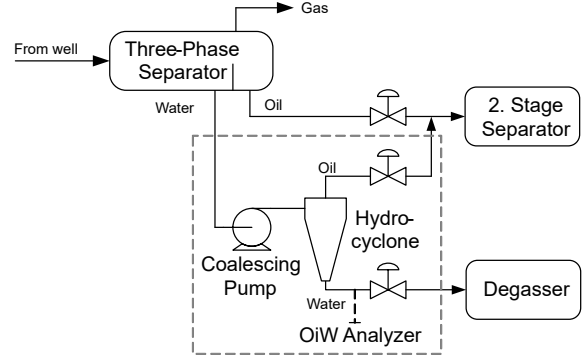 Gas
From well
Three-Phase
Separator
Water
Oil
2. Stage
Separator
Oil
Hydro-
cyclone
Coalescing
Pump
Water
Degasser
OiW Analyzer